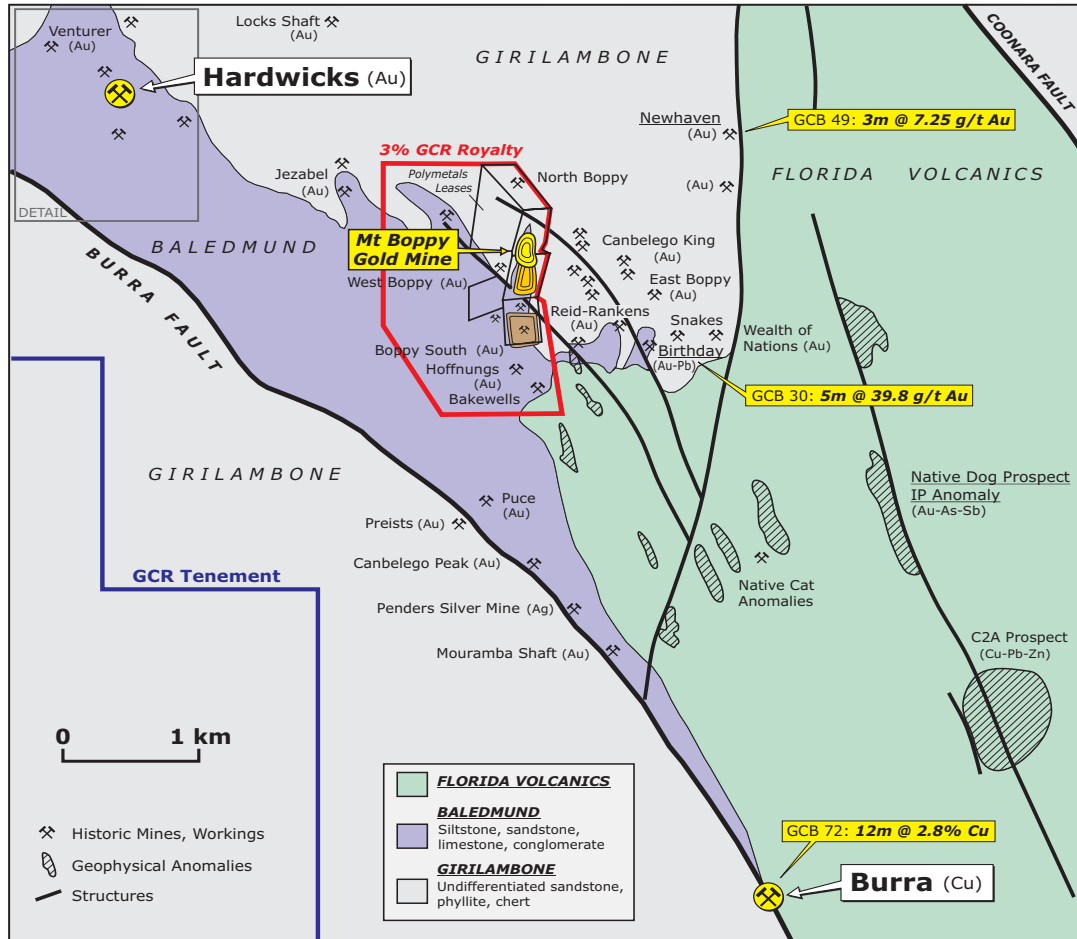 Venturer
(Au)
Locks Shaft
(Au)
GIRILAMBONE
COONARA FAULT
Hardwicks (Au)
Newhaven
(Au)
GCB 49: 3m @ 7.25 g/t Au
3% GCR Royalty
Jezabel
(Au)
Polymetals
Leases
North Boppy
(Au)
FLORIDA VOLCANICS
DETAIL
BALEDMUND
Mt Boppy
Gold Mine
Canbelego King
(Au)
BURRA FAULT
West Boppy (Au)
East Boppy
(Au)
Reid-Rankens
(Au)
Snakes
Wealth of
Nations (Au)
Boppy South (Au)
Birthday
(Au-Pb)
Hoffnungs
(Au)
Bakewells
GCB 30: 5m @ 39.8 g/t Au
GIRILAMBONE
Native Dog Prospect
IP Anomaly
(Au-As-Sb)
Puce
(Au)
Preists (Au)
Canbelego Peak (Au)
GCR Tenement
Native Cat
Anomalies
Penders Silver Mine (Ag)
Mouramba Shaft (Au)
C2A Prospect
(Cu-Pb-Zn)
0 1 km
FLORIDA VOLCANICS
BALEDMUND
Siltstone, sandstone,
limestone, conglomerate
GIRILAMBONE
Undifferentiated sandstone,
phyllite, chert
Historic Mines, Workings
Geophysical Anomalies
Structures
GCB 72: 12m @ 2.8% Cu
Burra (Cu)